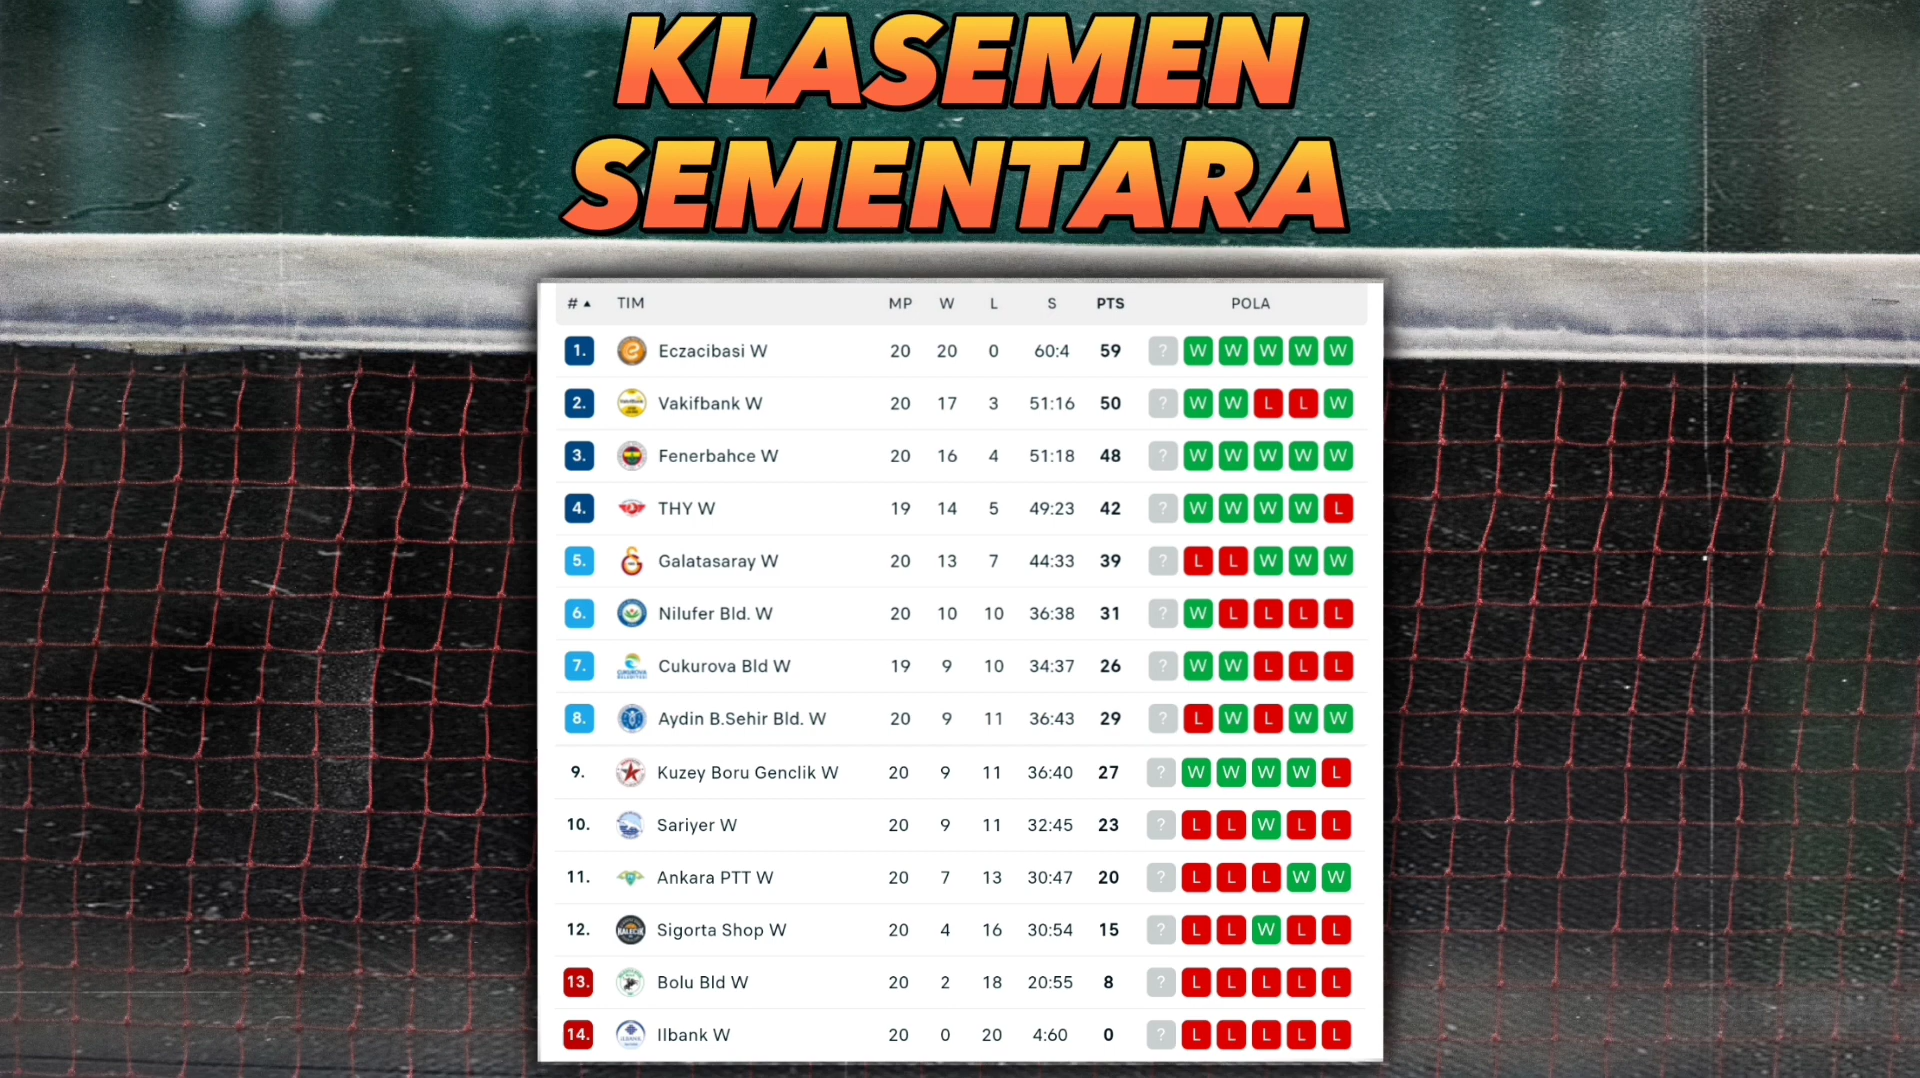 KLASEMEN
SEMENTARA
# TIM MP W L S PTS POLA
1. Eczacibasi W 20 20 0 60:4 59 ? W W W W W
2. Vakifbank W 20 17 3 51:16 50 ? W W L L W
3. Fenerbahce W 20 16 4 51:18 48 ? W W W W W
4. THY W 19 14 5 49:23 42 ? W W W W L
5. Galatasaray W 20 13 7 44:33 39 ? L L W W W
6. Nilufer Bld. W 20 10 10 36:38 31 ? W L L L L
7. Cukurova Bld W 19 9 10 34:37 26 ? W W L L L
8. Aydin B.Sehir Bld. W 20 9 11 36:43 29 ? L W L W W
9. Kuzey Boru Genclik W 20 9 11 36:40 27 ? W W W W L
10. Sariyer W 20 9 11 32:45 23 ? L L W L L
11. Ankara PTT W 20 7 13 30:47 20 ? L L L W W
12. Sigorta Shop W 20 4 16 30:54 15 ? L L W L L
13. Bolu Bld W 20 2 18 20:55 8 ? L L L L L
14. Ilbank W 20 0 20 4:60 0 ? L L L L L